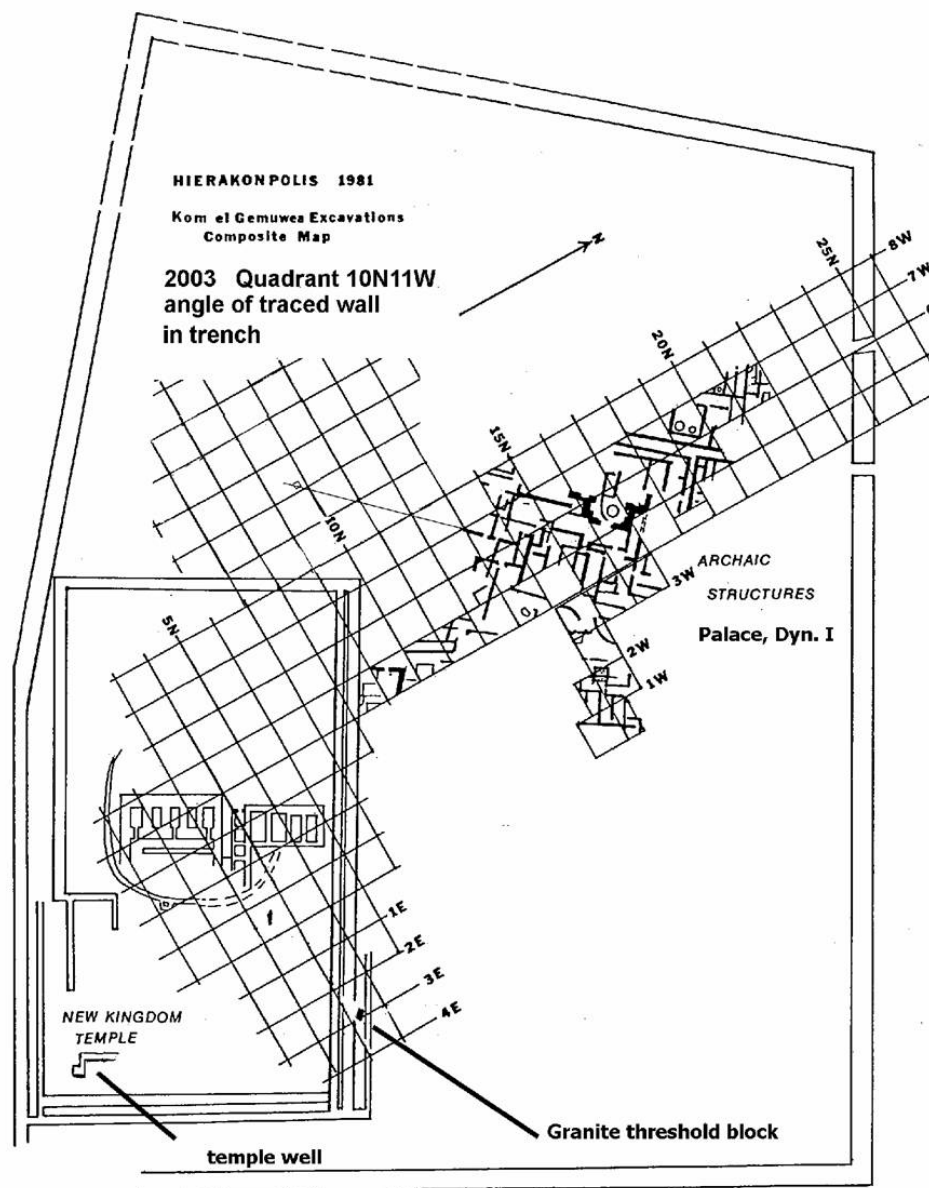 HIERAKONPOLIS 1981
Kom el Gemuwea Excavations
Composite Map
2003 Quadrant 10N11W
angle of traced wall
in trench
N
25N
8W
7W
20N
15N
10N
5N
ARCHAIC
STRUCTURES
3W
Palace, Dyn. I
2W
1W
1E
2E
3E
4E
NEW KINGDOM
TEMPLE
Granite threshold block
temple well